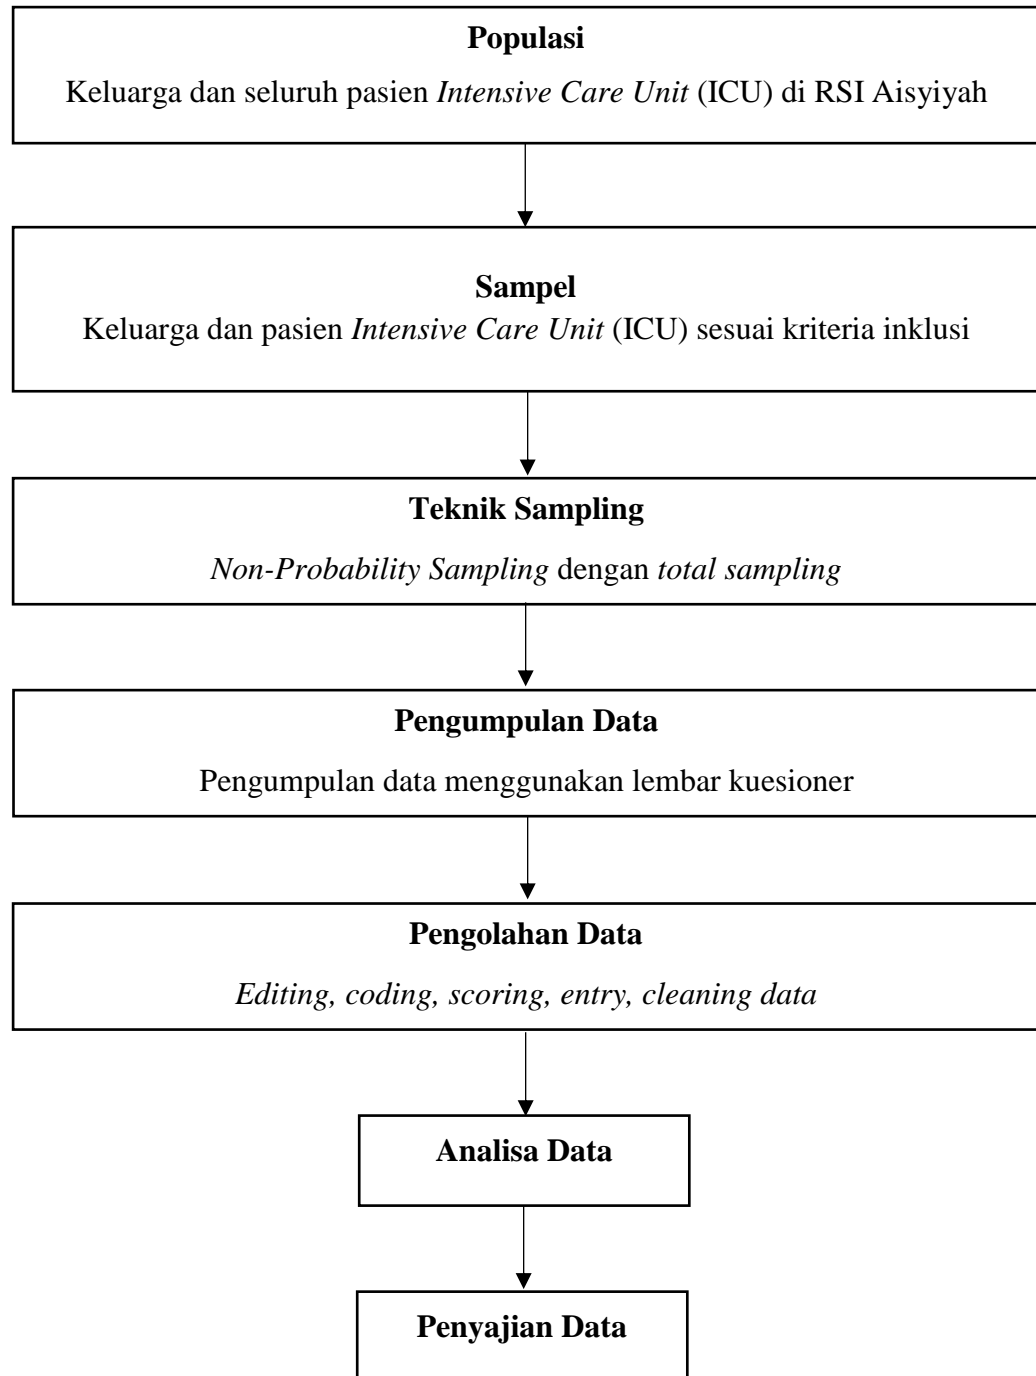 Populasi
Keluarga dan seluruh pasien Intensive Care Unit (ICU) di RSI Aisyiyah
Sampel
Keluarga dan pasien Intensive Care Unit (ICU) sesuai kriteria inklusi
Teknik Sampling
Non-Probability Sampling dengan total sampling
Pengumpulan Data
Pengumpulan data menggunakan lembar kuesioner
Pengolahan Data
Editing, coding, scoring, entry, cleaning data
Analisa Data
Penyajian Data